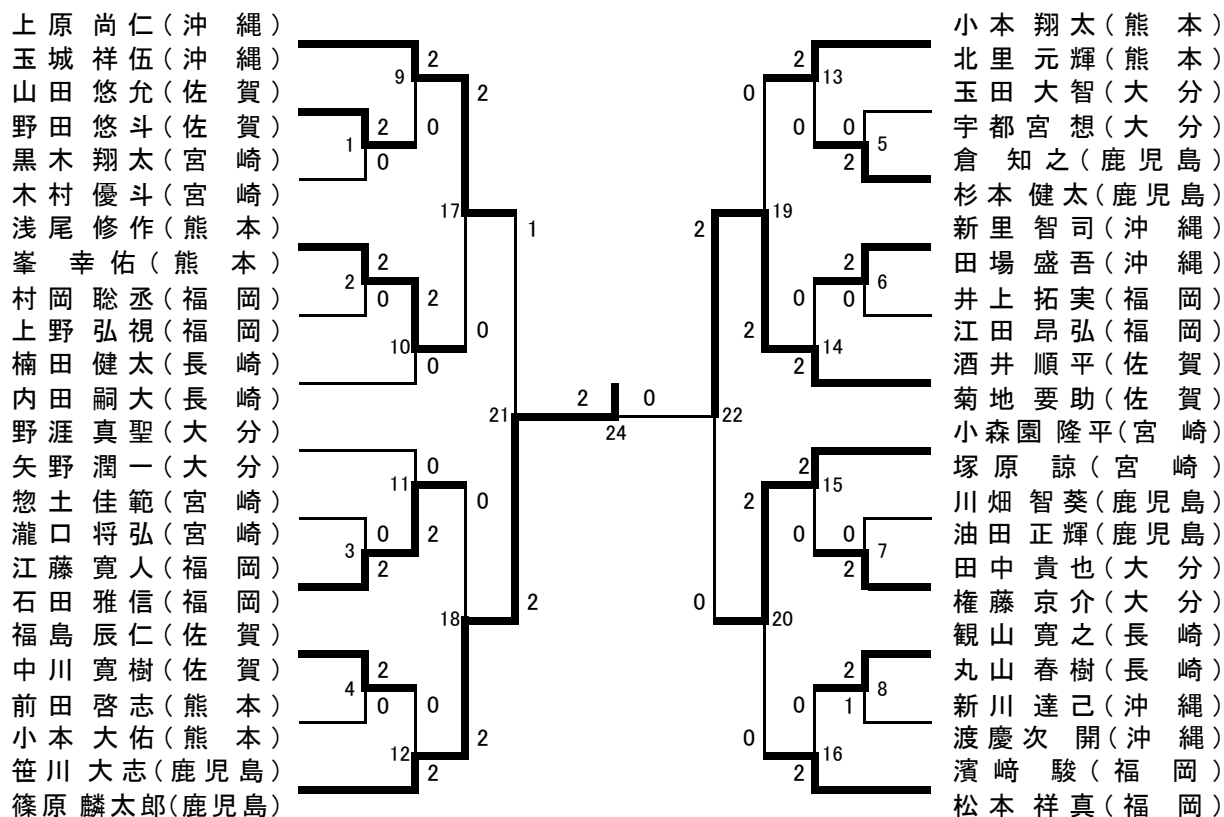 上原 尚仁(沖 縄)
玉城 祥伍(沖 縄)
山田 悠允(佐 賀)
野田 悠斗(佐 賀)
黒木 翔太(宮 崎)
木村 優斗(宮 崎)
浅尾 修作(熊 本)
峯 幸佑(熊 本)
村岡 聡丞(福 岡)
上野 弘視(福 岡)
楠田 健太(長 崎)
内田 嗣大(長 崎)
野涯 真聖(大 分)
矢野 潤一(大 分)
惣土 佳範(宮 崎)
瀧口 将弘(宮 崎)
江藤 寛人(福 岡)
石田 雅信(福 岡)
福島 辰仁(佐 賀)
中川 寛樹(佐 賀)
前田 啓志(熊 本)
小本 大佑(熊 本)
笹川 大志(鹿児島)
篠原 麟太郎(鹿児島)
2
9
2
2
0
1
0
17
1
2
2
2
0
0
10
0
21
0
11
0
0
3
2
2
18
2
2
4
0
0
2
12
2
2
0
24
2
13
0
0
0
5
2
19
2
2
6
0
0
2
14
2
22
2
15
2
0
0
7
2
0
20
2
8
0
1
0
16
2
小本 翔太(熊 本)
北里 元輝(熊 本)
玉田 大智(大 分)
宇都宮 想(大 分)
倉 知之(鹿児島)
杉本 健太(鹿児島)
新里 智司(沖 縄)
田場 盛吾(沖 縄)
井上 拓実(福 岡)
江田 昂弘(福 岡)
酒井 順平(佐 賀)
菊地 要助(佐 賀)
小森園 隆平(宮 崎)
塚原 諒(宮 崎)
川畑 智葵(鹿児島)
油田 正輝(鹿児島)
田中 貴也(大 分)
権藤 京介(大 分)
観山 寛之(長 崎)
丸山 春樹(長 崎)
新川 達己(沖 縄)
渡慶次 開(沖 縄)
濱﨑 駿(福 岡)
松本 祥真(福 岡)